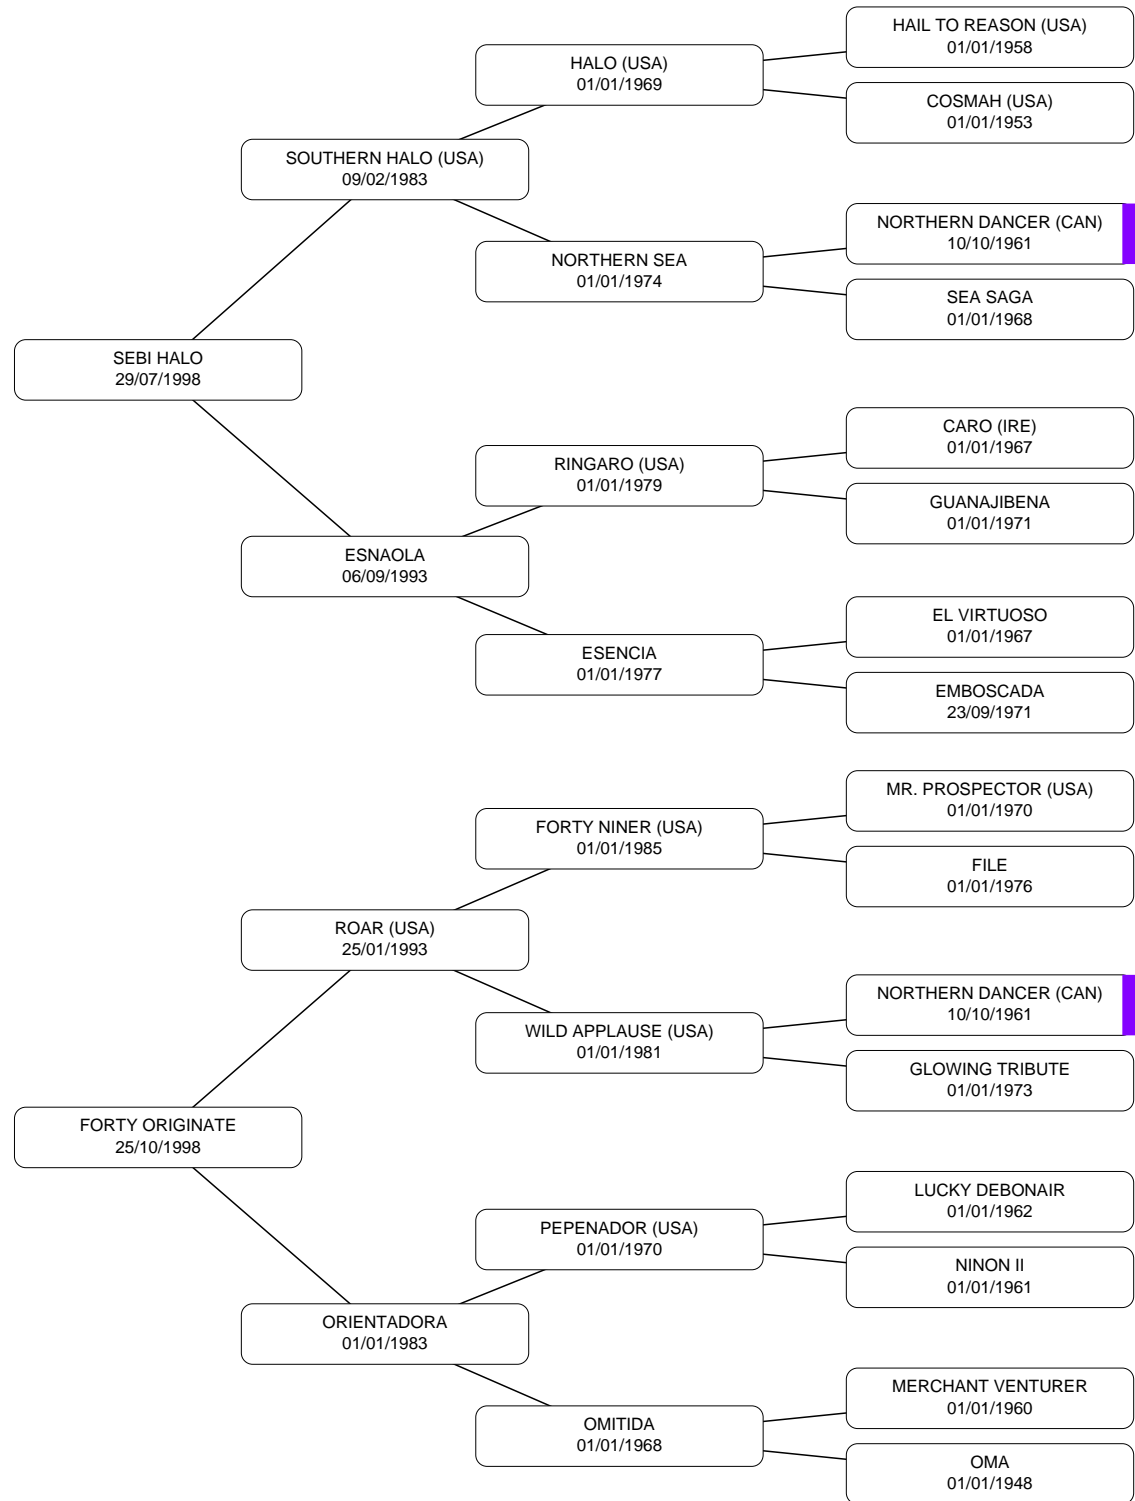 HAIL TO REASON (USA)
01/01/1958
HALO (USA)
01/01/1969
COSMAH (USA)
01/01/1953
SOUTHERN HALO (USA)
09/02/1983
NORTHERN DANCER (CAN)
10/10/1961
NORTHERN SEA
01/01/1974
SEA SAGA
01/01/1968
SEBI HALO
29/07/1998
CARO (IRE)
01/01/1967
RINGARO (USA)
01/01/1979
GUANAJIBENA
01/01/1971
ESNAOLA
06/09/1993
EL VIRTUOSO
01/01/1967
ESENCIA
01/01/1977
EMBOSCADA
23/09/1971
MR. PROSPECTOR (USA)
01/01/1970
FORTY NINER (USA)
01/01/1985
FILE
01/01/1976
ROAR (USA)
25/01/1993
NORTHERN DANCER (CAN)
10/10/1961
WILD APPLAUSE (USA)
01/01/1981
GLOWING TRIBUTE
01/01/1973
FORTY ORIGINATE
25/10/1998
LUCKY DEBONAIR
01/01/1962
PEPENADOR (USA)
01/01/1970
NINON II
01/01/1961
ORIENTADORA
01/01/1983
MERCHANT VENTURER
01/01/1960
OMITIDA
01/01/1968
OMA
01/01/1948